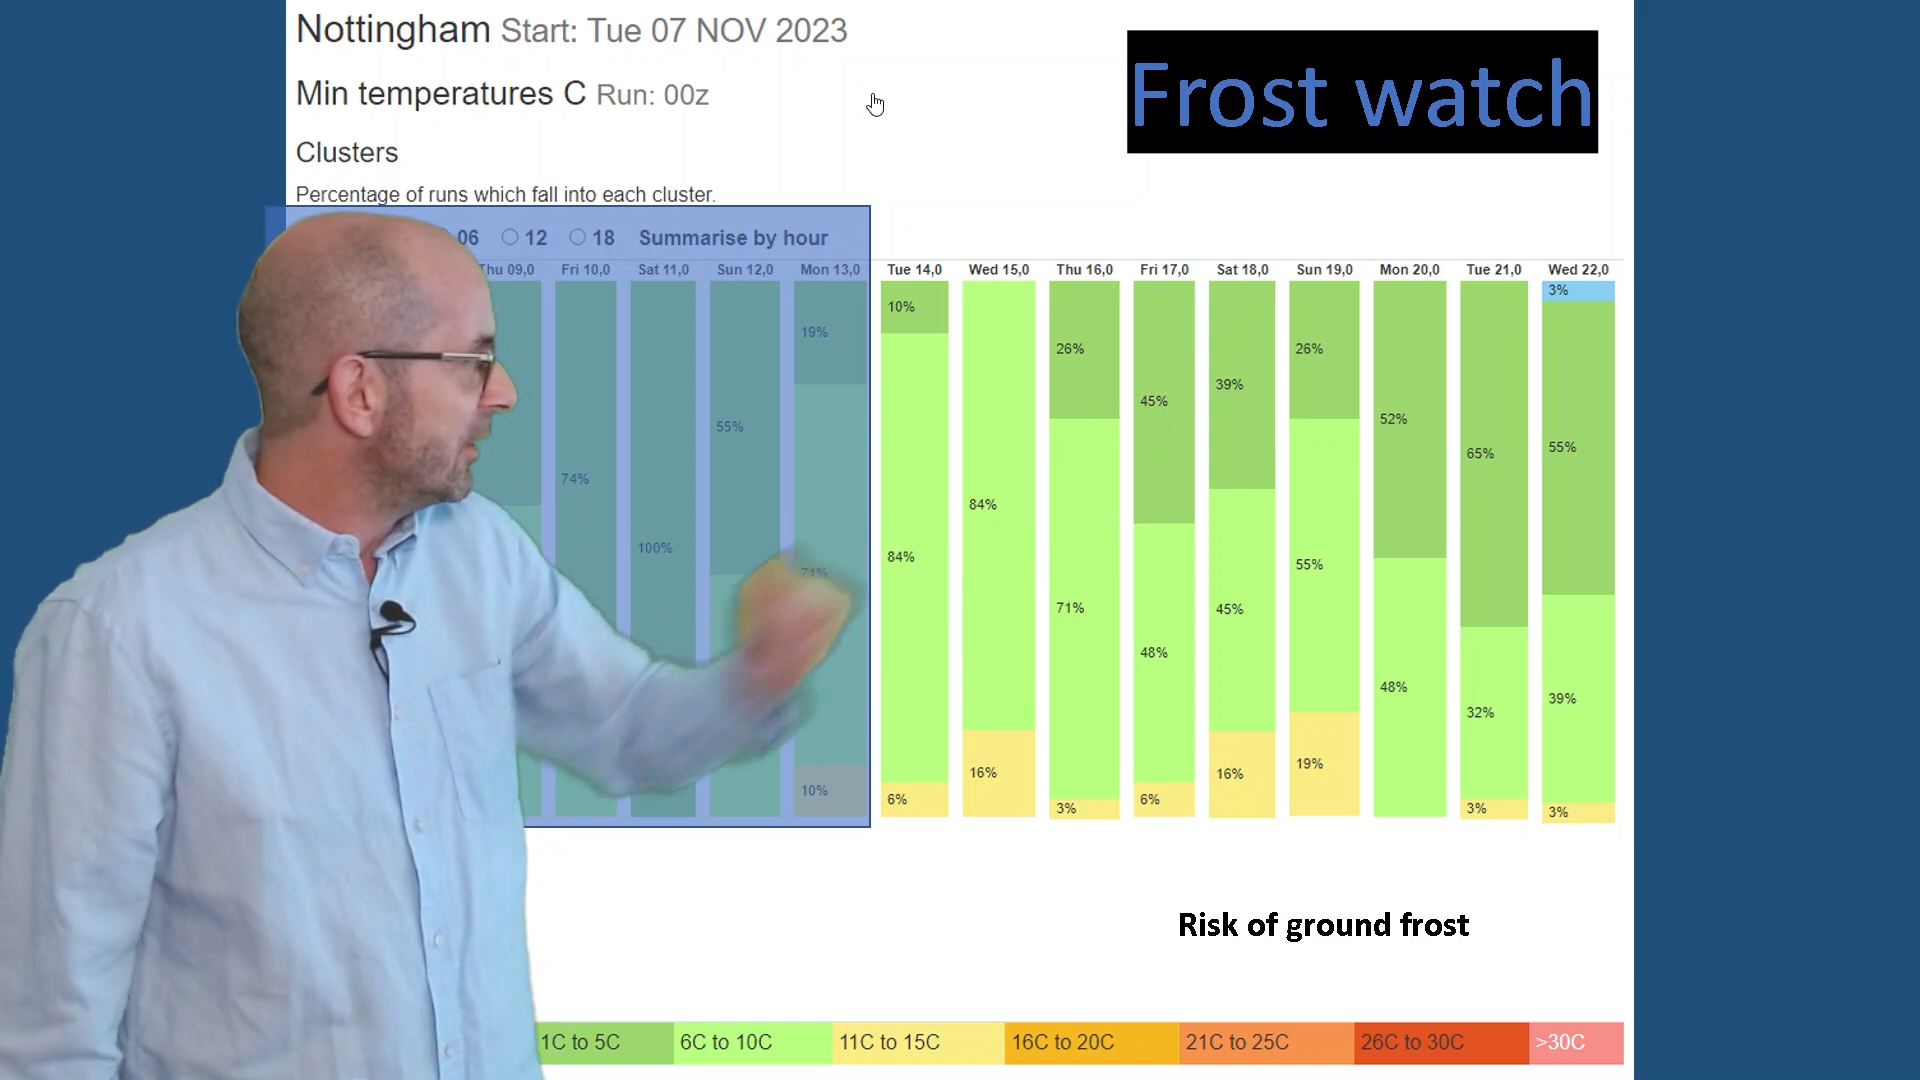 Nottingham Start: Tue 07 NOV 2023
Frost watch
Min temperatures C Run: 00z
Clusters
Percentage of runs which fall into each cluster.
06 12 18 Summarise by hour
Thu 09,0 Fri 10,0 Sat 11,0 Sun 12,0 Mon 13,0 Tue 14,0 Wed 15,0 Thu 16,0 Fri 17,0 Sat 18,0 Sun 19,0 Mon 20,0 Tue 21,0 Wed 22,0
3%
10%
19%
26% 26%
39%
45%
52%
55%
55%
65%
74%
84%
100%
84%
55%
71%
71% 45%
48%
48%
39%
32%
19%
16% 16%
10%
6% 6%
3% 3% 3%
Risk of ground frost
1C to 5C 6C to 10C 11C to 15C 16C to 20C 21C to 25C 26C to 30C >30C